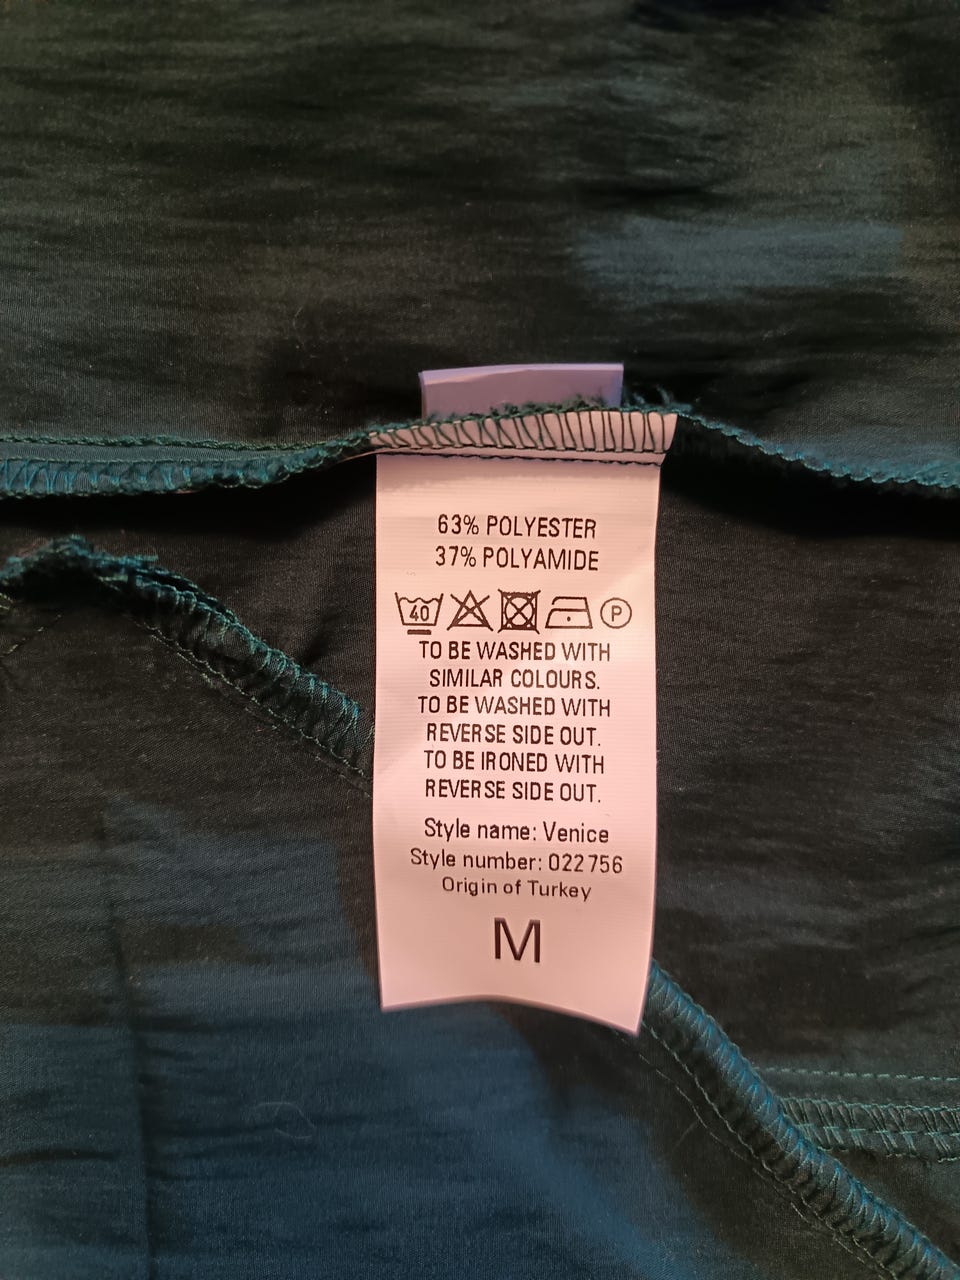 63% POLYESTER
37% POLYAMIDE
40 P
TO BE WASHED WITH
SIMILAR COLOURS.
TO BE WASHED WITH
REVERSE SIDE OUT.
TO BE IRONED WITH
REVERSE SIDE OUT.
Style name: Venice
Style number: 022756
Origin of Turkey
M